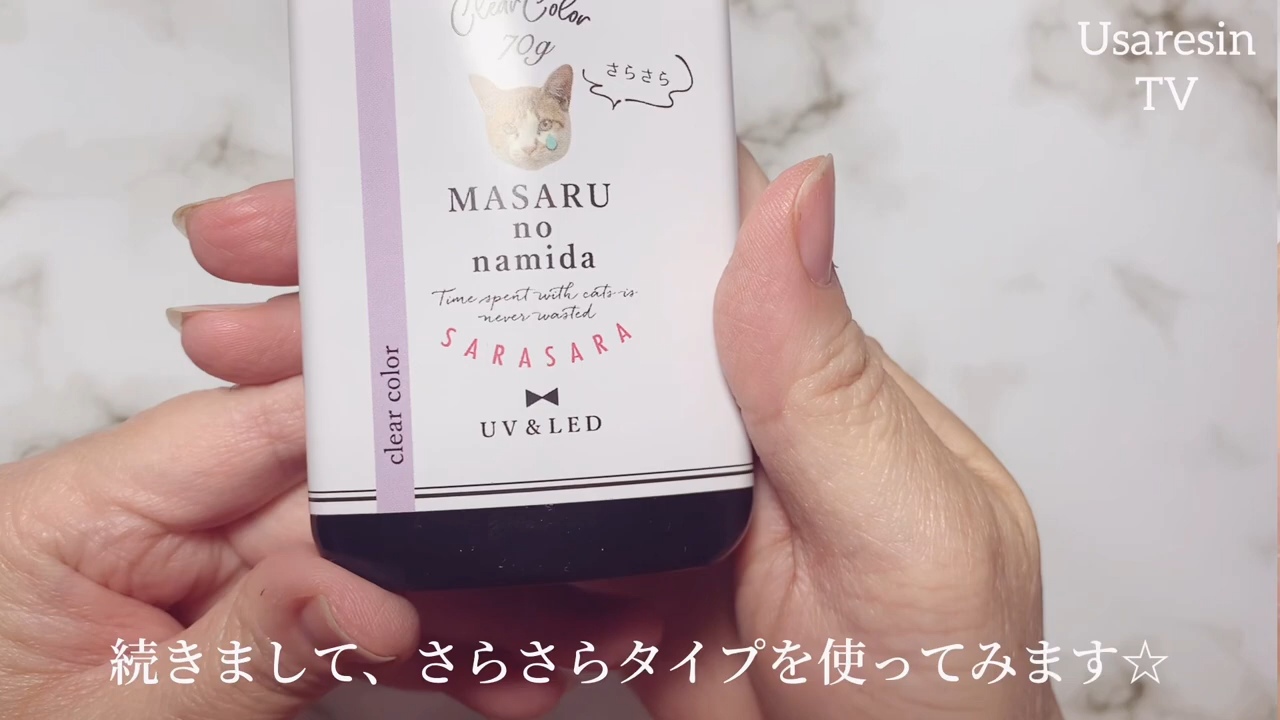 Usaresin
TV
Clear Color
70g
さらさら
MASARU
no
namida
Time spent with cats is
never wasted
SARASARA
UV&LED
clear color
続きまして、さらさらタイプを使ってみます☆